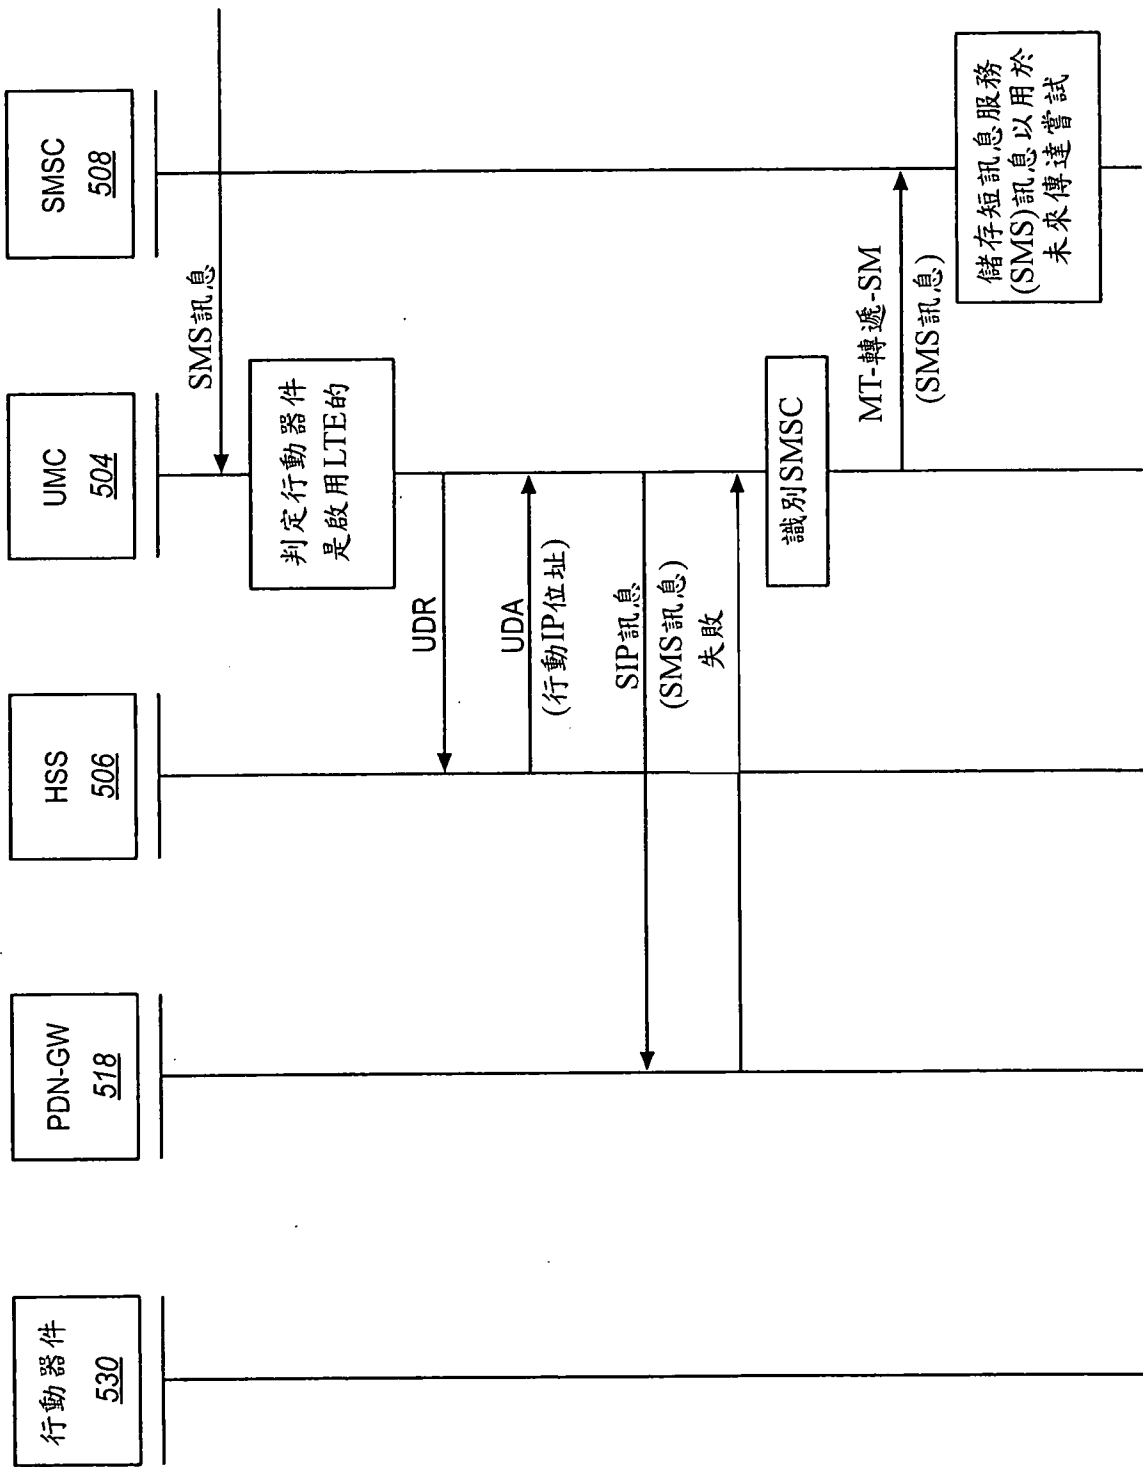 行動器件
530
PDN-GW
518
HSS
506
UMC
504
SMSC
508
SMS訊息
判定行動器件
是啟用LTE的
UDR
UDA
(行動IP位址)
SIP訊息
(SMS訊息)
失敗
識別SMSC
MT-轉遞-SM
(SMS訊息)
儲存短訊息服務
(SMS)訊息以用於
未來傳達嘗試